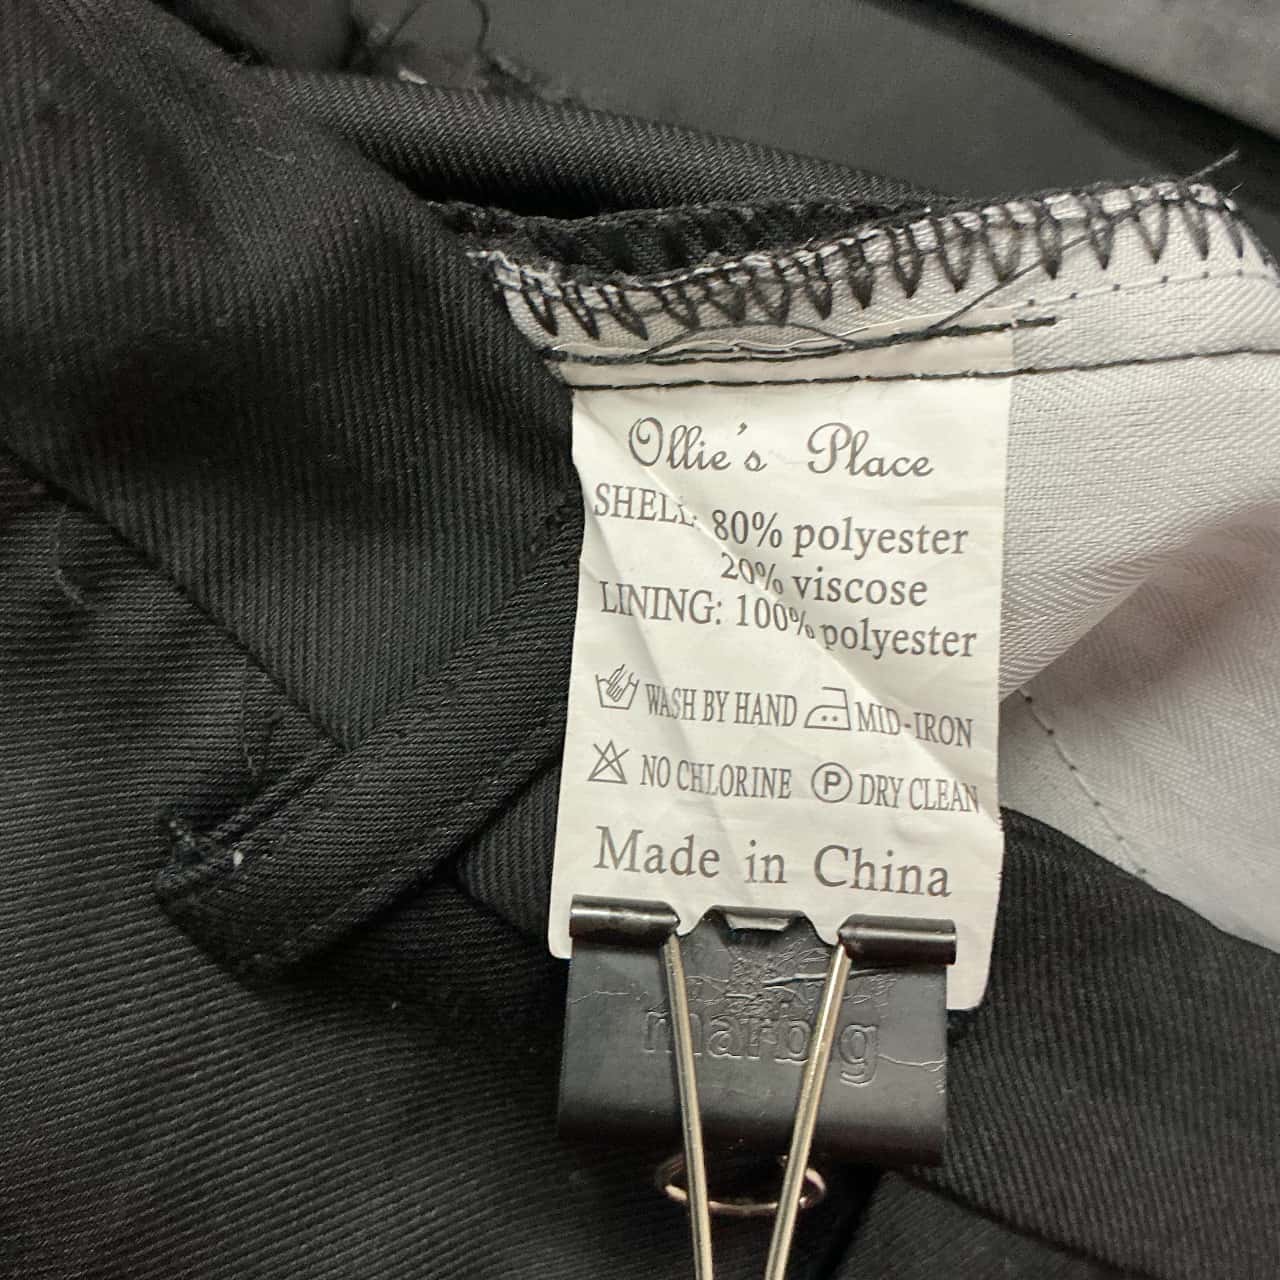 Ollie's Place
SHELL: 80% polyester
20% viscose
LINING: 100% polyester
WASH BY HAND MID-IRON
NO CHLORINE P DRY CLEAN
Made in China
marbig